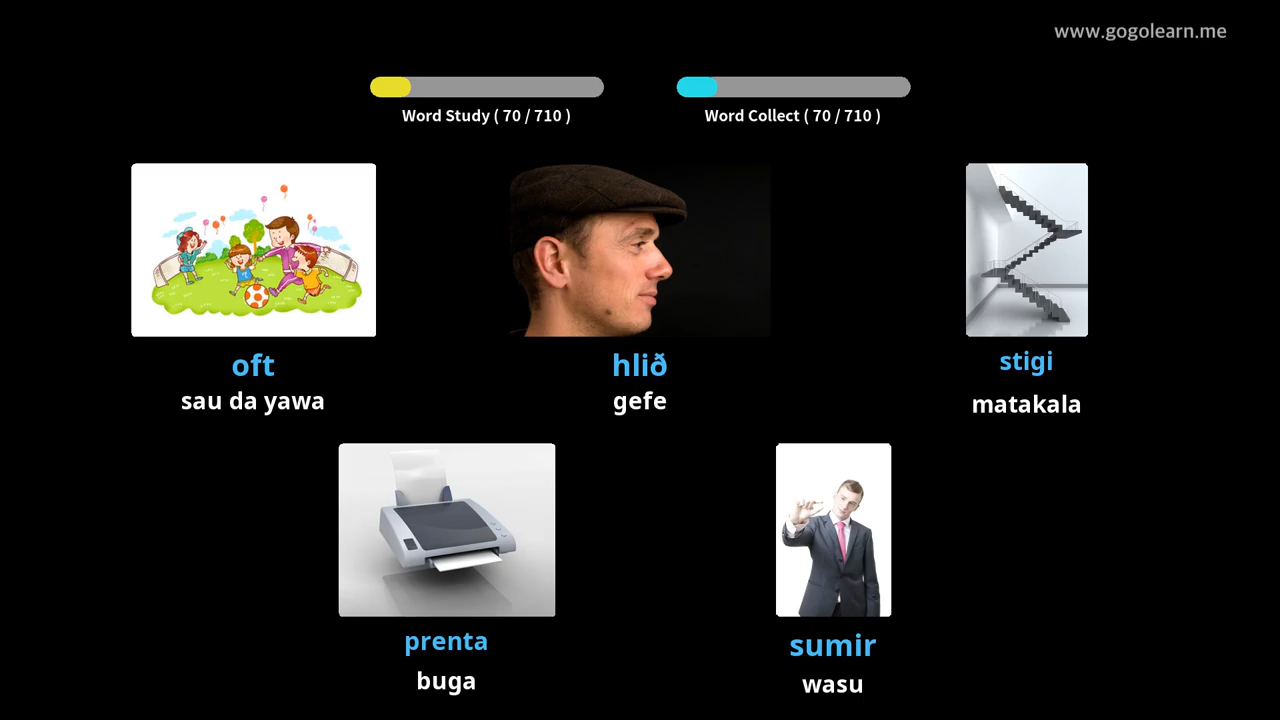 www.gogolearn.me
Word Study ( 70 / 710 )
Word Collect ( 70 / 710 )
oft
sau da yawa
hlið
gefe
stigi
matakala
prenta
buga
sumir
wasu